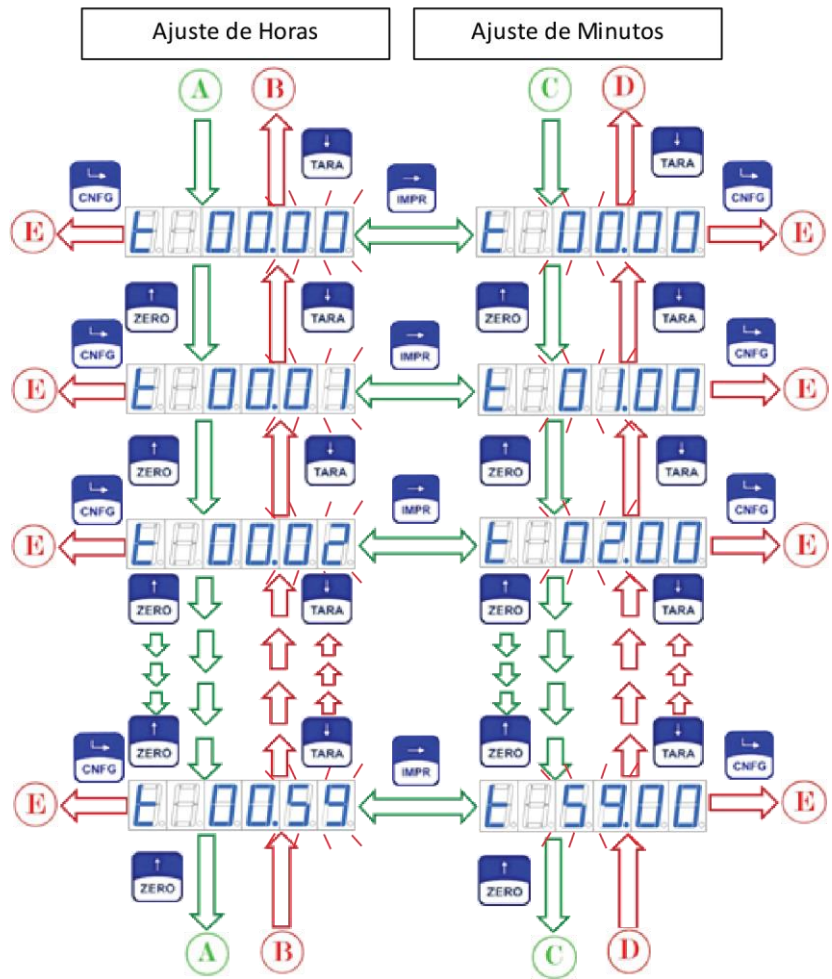 Ajuste de Horas Ajuste de Minutos
A B C D
TARA TARA
CNFG IMPR CNFG
E t 00.00 t 00.00 E
ZERO TARA ZERO TARA
CNFG IMPR CNFG
E t 00.01 t 01.00 E
ZERO TARA ZERO TARA
CNFG IMPR CNFG
E t 00.02 t 02.00 E
ZERO TARA ZERO TARA
ZERO TARA ZERO TARA
CNFG IMPR CNFG
E t 00.59 t 59.00 E
ZERO ZERO
A B C D